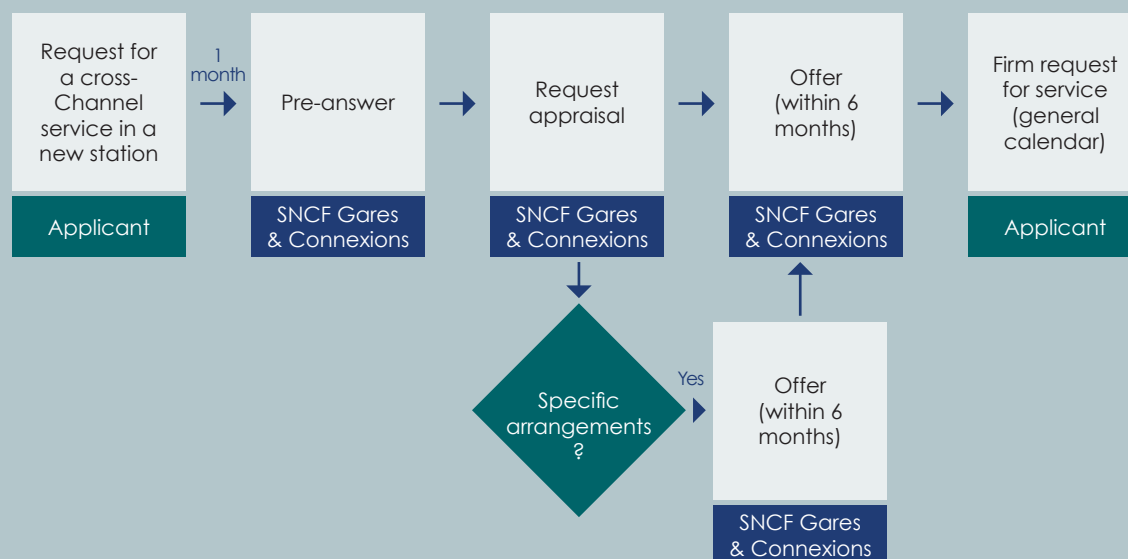 Request for
a cross-
Channel
service in a
new station
Applicant
1
month
Pre-answer
SNCF Gares
& Connexions
Request
appraisal
SNCF Gares
& Connexions
Offer
(within 6
months)
SNCF Gares
& Connexions
Firm request
for service
(general
calendar)
Applicant
Specific
arrangements
?
Yes
Offer
(within 6
months)
SNCF Gares
& Connexions